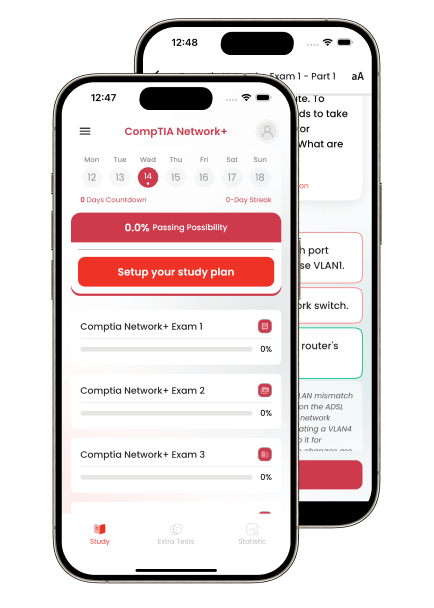 12:48
Exam 1 - Part 1
aA
te. To
ds to take
or
What are
on
h port
se VLAN1.
ork switch.
router's
LAN mismatch
on the ADSL
network
ating a VLAN4
o it for
changes are
12:47
CompTIA Network+
Mon Tue Wed Thu Fri Sat Sun
12 13 14 15 16 17 18
0 Days Countdown
0-Day Streak
0.0% Passing Possibility
Setup your study plan
Comptia Network+ Exam 1
0%
Comptia Network+ Exam 2
0%
Comptia Network+ Exam 3
0%
Study
Extra Tests
Statistic